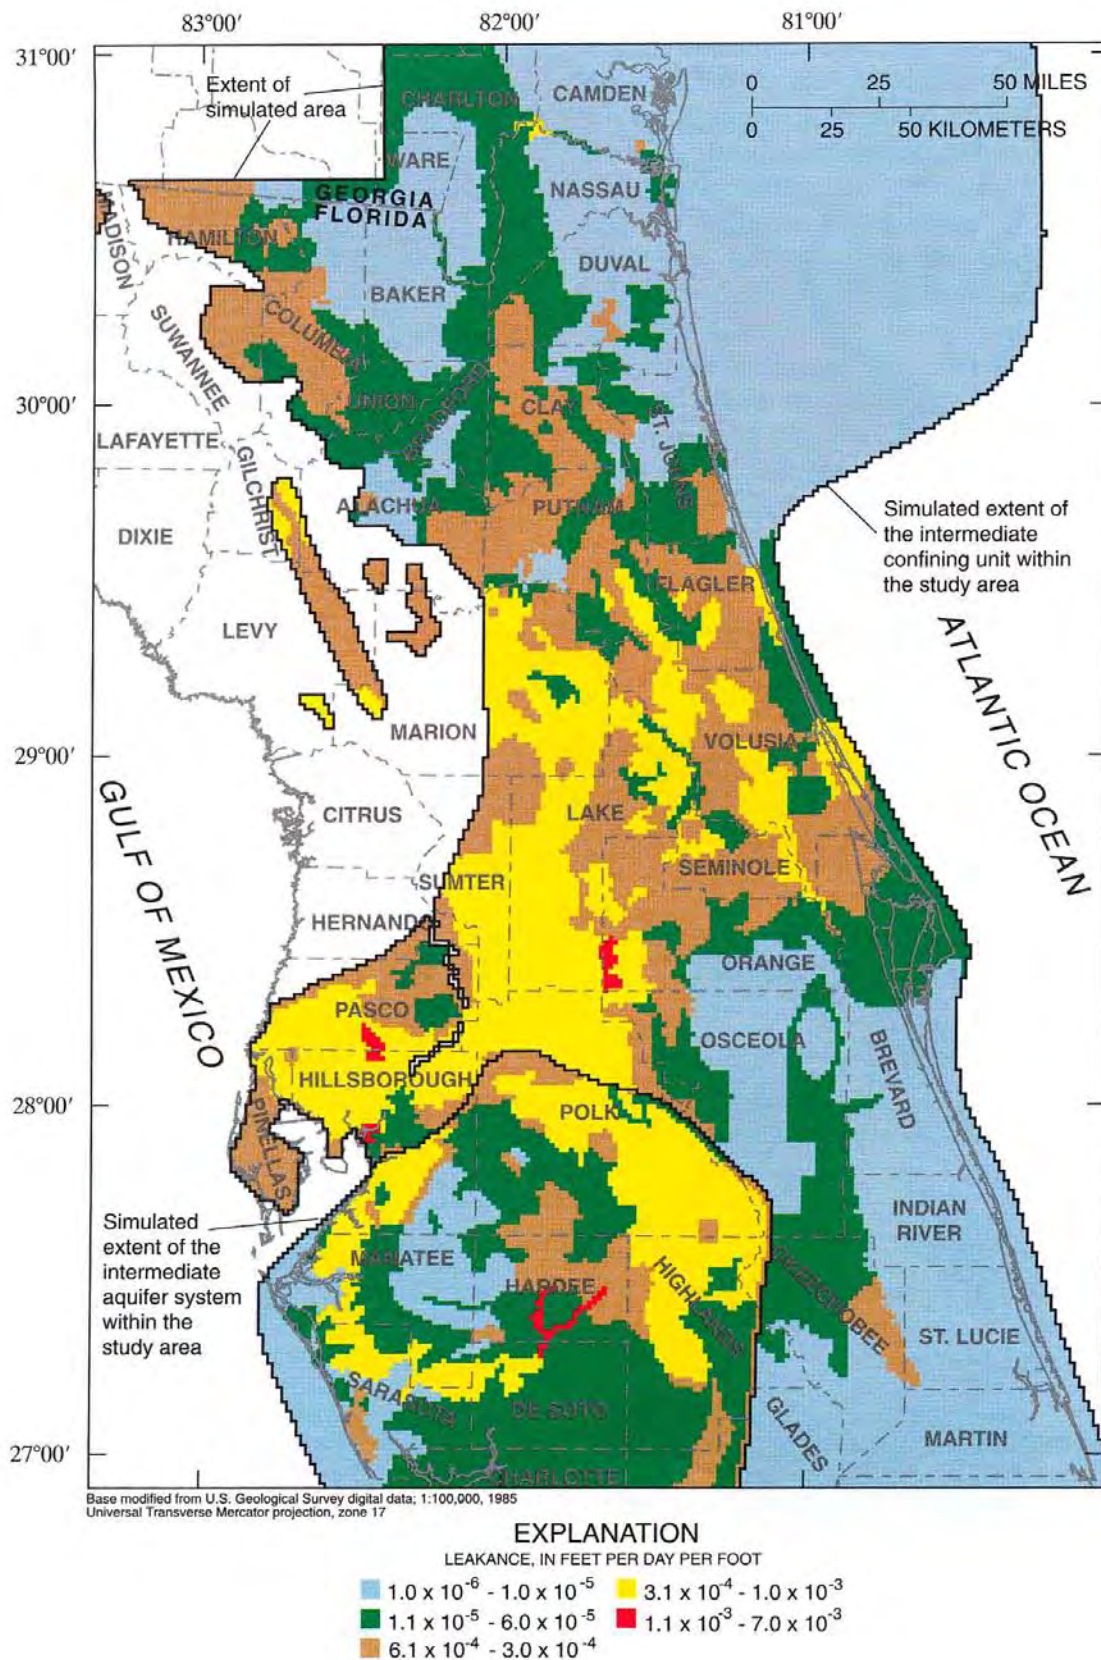 83°00′ 82°00′ 81°00′
31°00′
0 25 50 MILES
0 25 50 KILOMETERS
Extent of
simulated area
CHARLTON
CAMDEN
WARE
GEORGIA
FLORIDA
NASSAU
HAMILTON
DUVAL
BAKER
COLUMBIA
SUWANNEE
30°00′
UNION
BRADFORD
CLAY
ST. JOHNS
LAFAYETTE
GILCHRIST
ALACHUA
PUTNAM
DIXIE
Simulated extent of
the intermediate
confining unit within
the study area
FLAGLER
LEVY
ATLANTIC OCEAN
MARION
VOLUSIA
29°00′
GULF OF MEXICO
CITRUS
LAKE
SEMINOLE
SUMTER
HERNANDO
ORANGE
PASCO
OSCEOLA
BREVARD
HILLSBOROUGH
28°00′
PINELLAS
POLK
INDIAN
RIVER
Simulated
extent of the
intermediate
aquifer system
within the
study area
MANATEE
HARDEE
HIGHLANDS
OKEECHOBEE
ST. LUCIE
SARASOTA
DE SOTO
GLADES
MARTIN
27°00′
CHARLOTTE
Base modified from U.S. Geological Survey digital data; 1:100,000, 1985
Universal Transverse Mercator projection, zone 17
EXPLANATION
LEAKANCE, IN FEET PER DAY PER FOOT
1.0 x 10⁻⁶ - 1.0 x 10⁻⁵ 3.1 x 10⁻⁴ - 1.0 x 10⁻³
1.1 x 10⁻⁵ - 6.0 x 10⁻⁵ 1.1 x 10⁻³ - 7.0 x 10⁻³
6.1 x 10⁻⁴ - 3.0 x 10⁻⁴